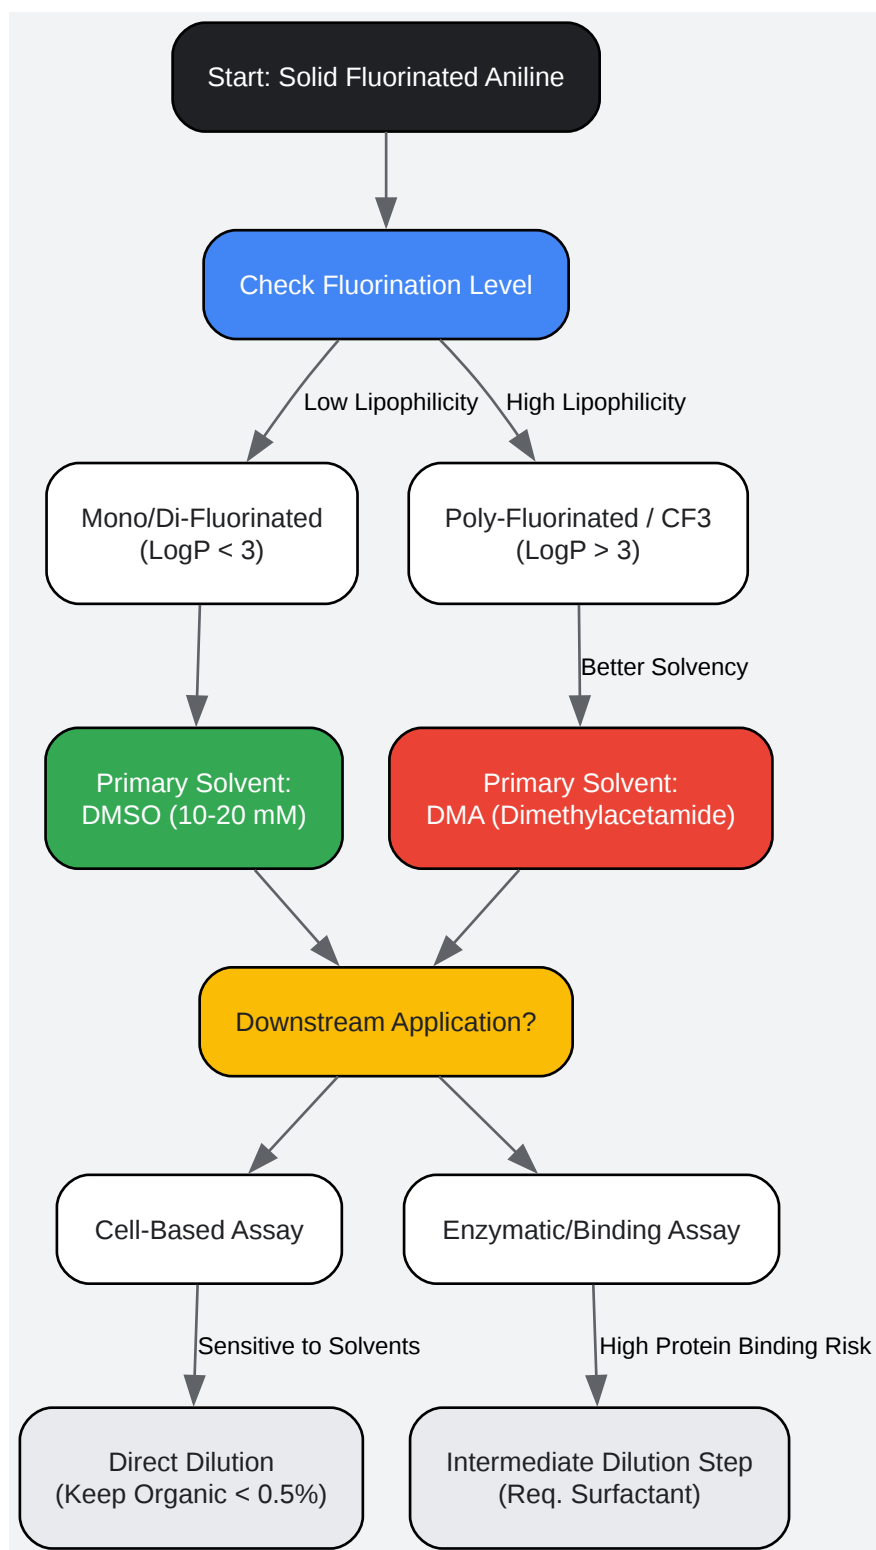 Start: Solid Fluorinated Aniline
Check Fluorination Level
Low Lipophilicity
High Lipophilicity
Mono/Di-Fluorinated
(LogP < 3)
Poly-Fluorinated / CF3
(LogP > 3)
Better Solvency
Primary Solvent:
DMSO (10-20 mM)
Primary Solvent:
DMA (Dimethylacetamide)
Downstream Application?
Cell-Based Assay
Enzymatic/Binding Assay
Sensitive to Solvents
High Protein Binding Risk
Direct Dilution
(Keep Organic < 0.5%)
Intermediate Dilution Step
(Req. Surfactant)